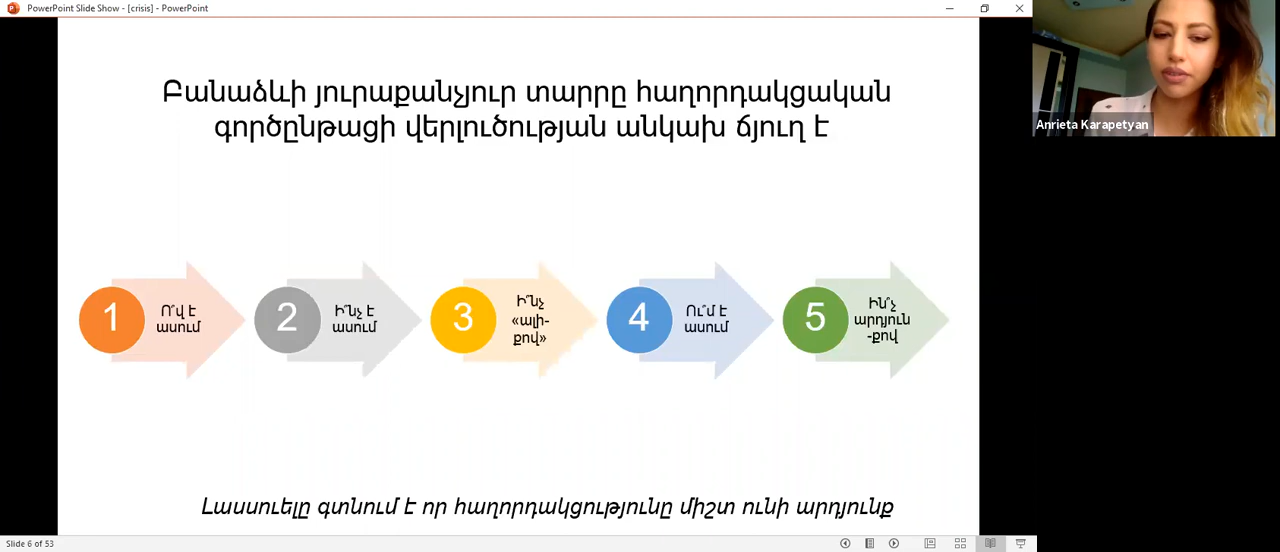 PowerPoint Slide Show - [crisis] - PowerPoint
Anrieta Karapetyan
Բանաձևի յուրաքանչյուր տարրը հաղորդակցական
գործընթացի վերլուծության անկախ ճյուղ է
1
Ո՞վ է
ասում
2
Ի՞նչ է
ասում
3
Ի՞նչ
«ալի-
քով»
4
Ու՞մ է
ասում
5
Ին՞չ
արդյուն
-քով
Լասսուելը գտնում է որ հաղորդակցությունը միշտ ունի արդյունք
Slide 6 of 53